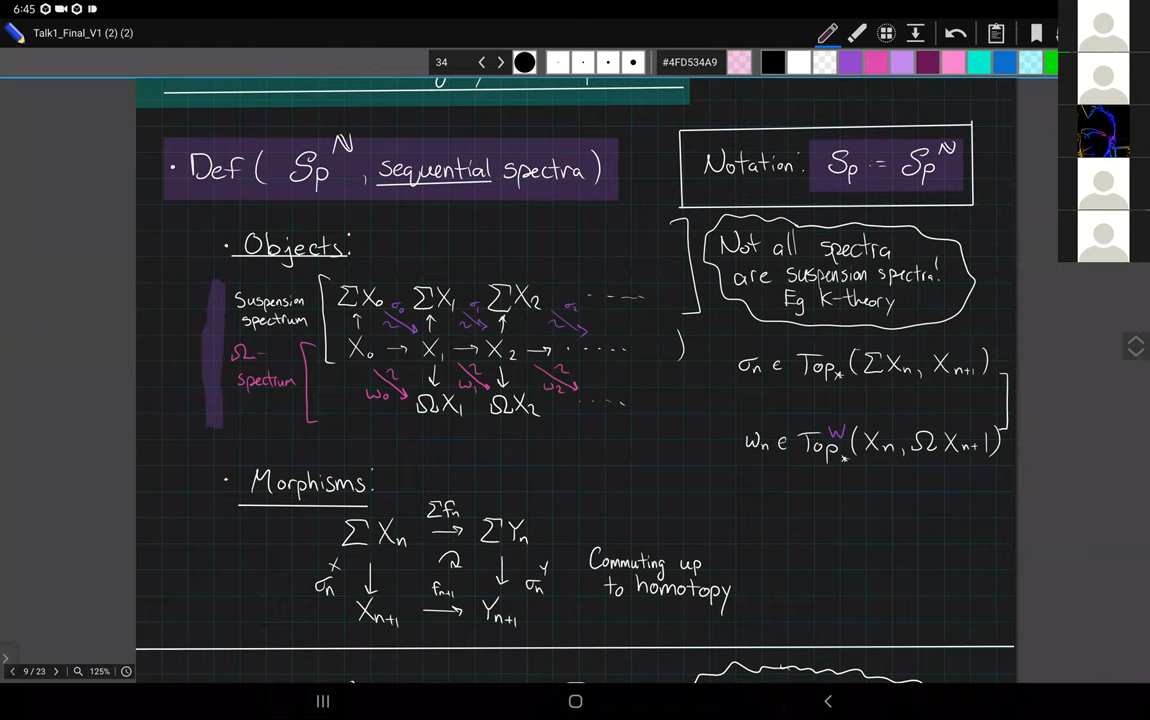 6:45
Talk1_Final_V1 (2) (2)
34
#4FD534A9
· Def ( Sp^ℕ, sequential spectra )
Notation: Sp := Sp^ℕ
· Objects:
Not all spectra
are suspension spectra!
Eg K-theory
Suspension
spectrum
ΣX₀ ΣX₁ ΣX₂ ·····
σ₀ σ₁ σ₂
↑ ↑ ↑
X₀ → X₁ → X₂ → ······
Ω-
spectrum
ω₀ ω₁ ω₂
↓ ↓
ΩX₁ ΩX₂ ····
σₙ ∈ Top_*(ΣXₙ, Xₙ₊₁)
ωₙ ∈ Top_*^W(Xₙ, ΩXₙ₊₁)
· Morphisms:
Σfₙ
ΣXₙ → ΣYₙ
σₙ^X ↓ ↓ σₙ^Y
fₙ₊₁
Xₙ₊₁ → Yₙ₊₁
Commuting up
to homotopy
9/23 125%